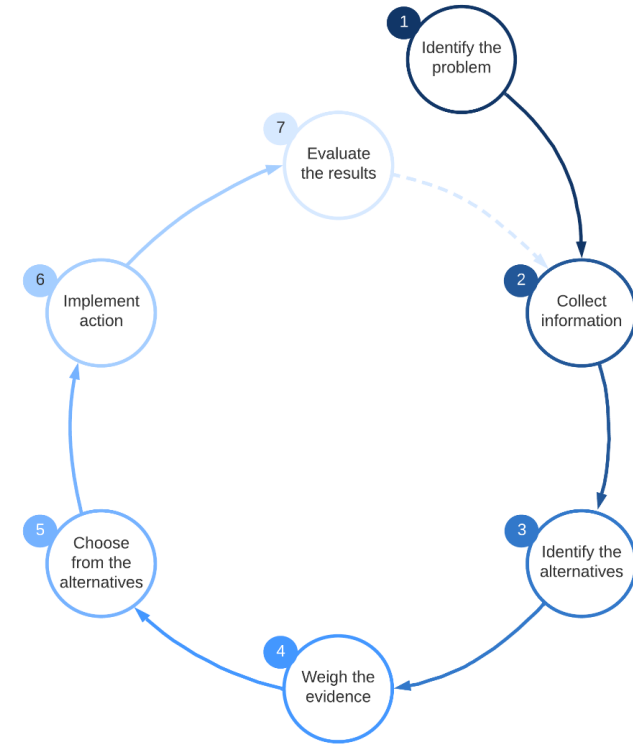 1
Identify the
problem
2
Collect
information
3
Identify the
alternatives
4
Weigh the
evidence
5
Choose
from the
alternatives
6
Implement
action
7
Evaluate
the results